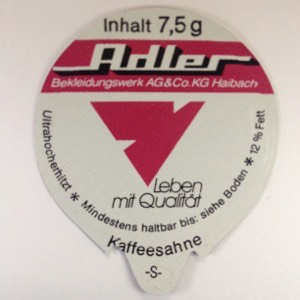 Inhalt 7,5 g
Adler
Bekleidungswerk AG&Co. KG Haibach
Leben
mit Qualität
Ultrahocherhitzt * Mindestens haltbar bis: siehe Boden * 12 % Fett
Kaffeesahne
-S-